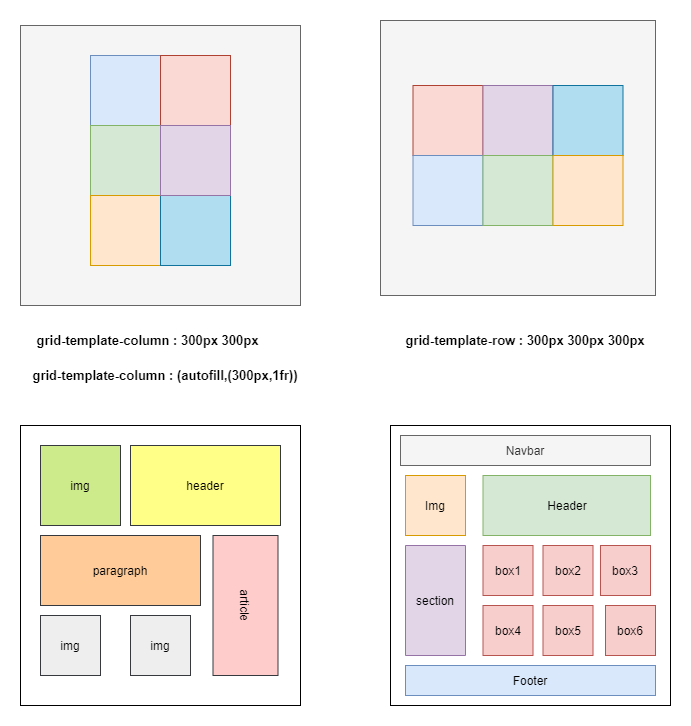 grid-template-column : 300px 300px
grid-template-row : 300px 300px 300px
grid-template-column : (autofill,(300px,1fr))
img
header
paragraph
article
img
img
Navbar
Img
Header
section
box1
box2
box3
box4
box5
box6
Footer